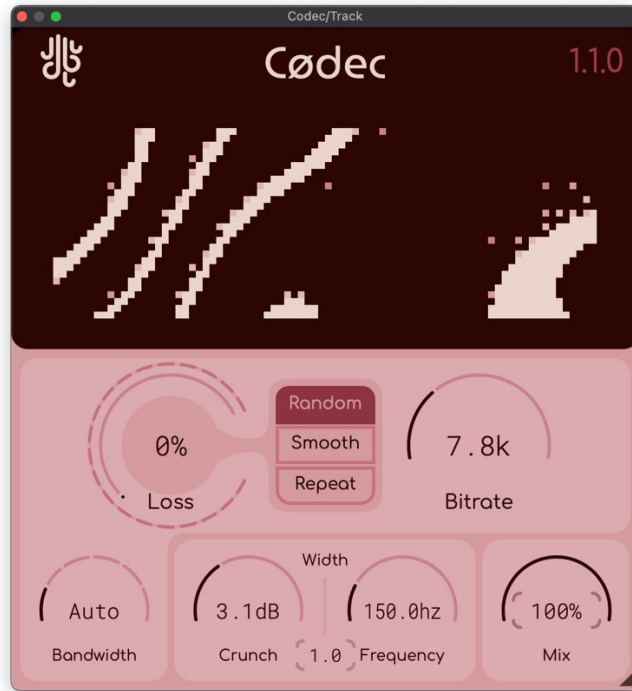 Codec/Track
Cødec
1.1.0
Random
0%
Smooth
7.8k
Repeat
Loss
Bitrate
Width
Auto
3.1dB
150.0hz
100%
Bandwidth
Crunch
1.0
Frequency
Mix